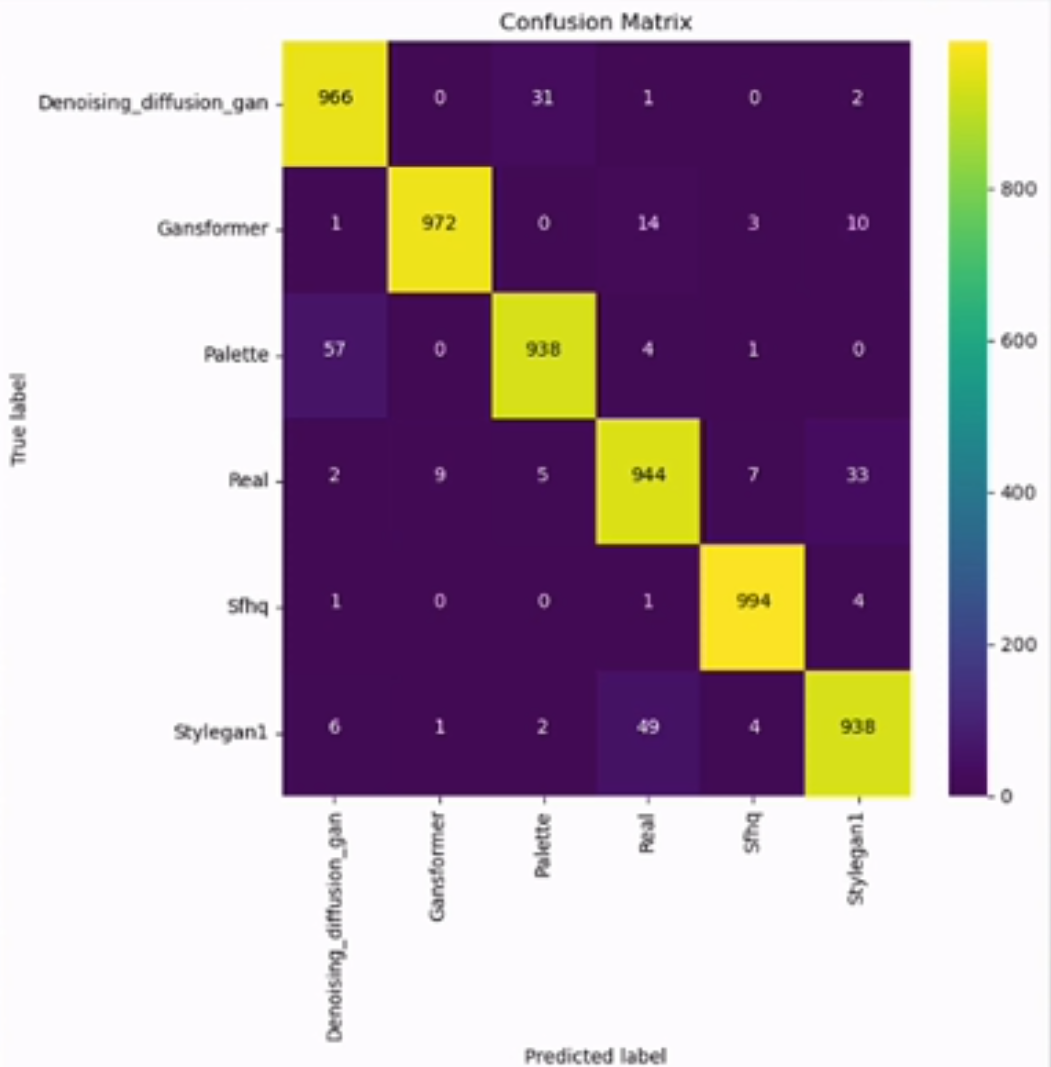 Confusion Matrix
Denoising_diffusion_gan 966 0 31 1 0 2
Gansformer 1 972 0 14 3 10
Palette 57 0 938 4 1 0
Real 2 9 5 944 7 33
Sfhq 1 0 0 1 994 4
Stylegan1 6 1 2 49 4 938
True label
Denoising_diffusion_gan
Gansformer
Palette
Real
Sfhq
Stylegan1
Predicted label
800
600
400
200
0